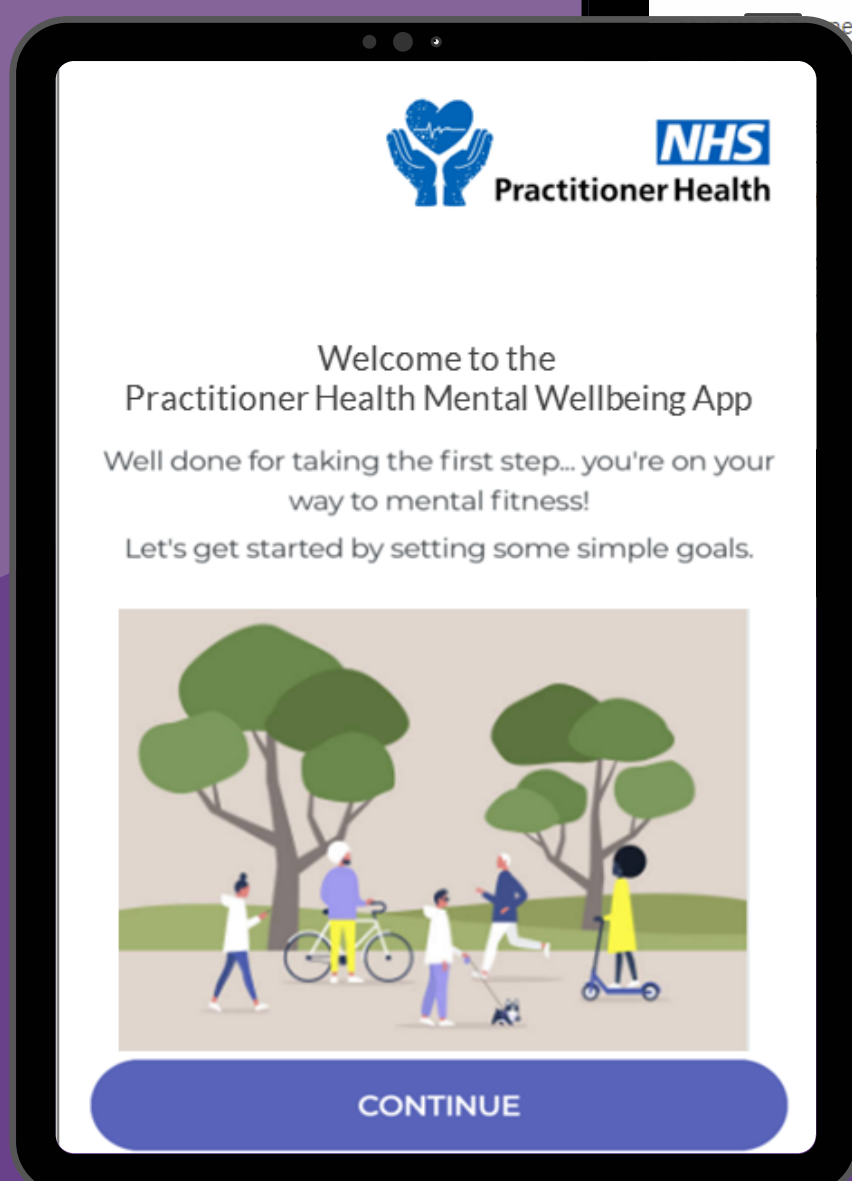 NHS
Practitioner Health
Welcome to the
Practitioner Health Mental Wellbeing App
Well done for taking the first step... you're on your
way to mental fitness!
Let's get started by setting some simple goals.
CONTINUE